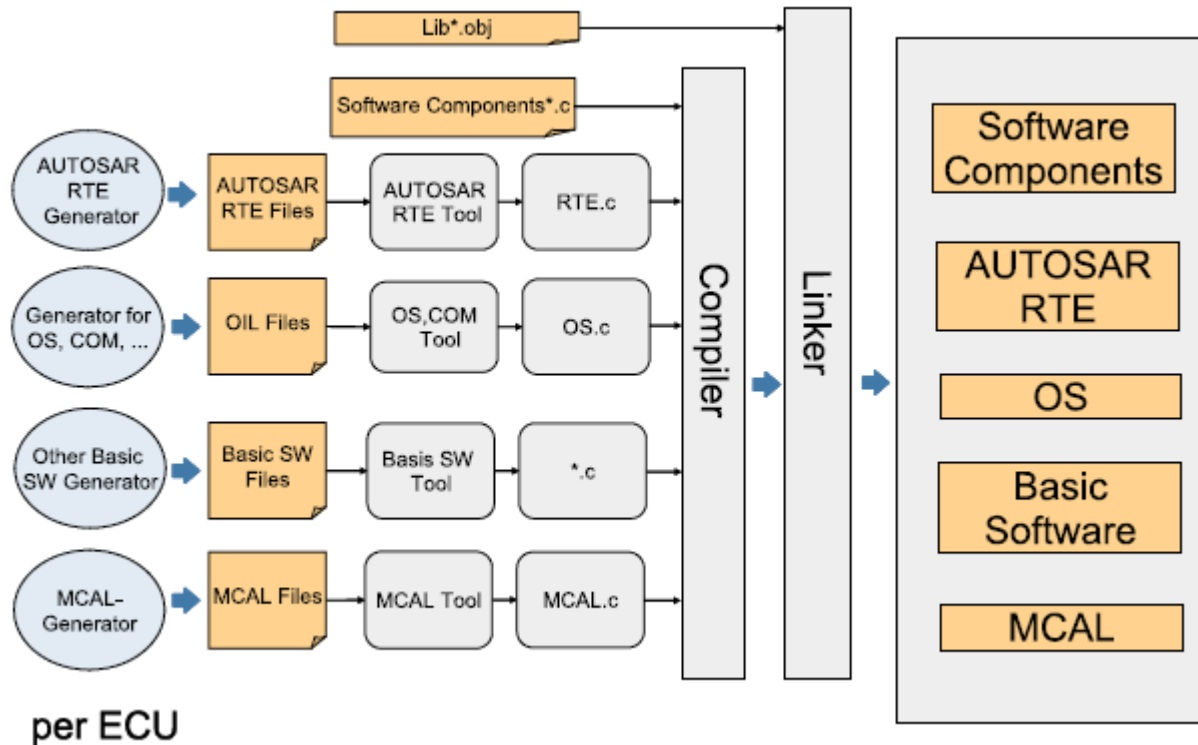 Lib*.obj
Software Components*.c
AUTOSAR
RTE
Generator
AUTOSAR
RTE Files
AUTOSAR
RTE Tool
RTE.c
Generator for
OS, COM, ...
OIL Files
OS,COM
Tool
OS.c
Other Basic
SW Generator
Basic SW
Files
Basis SW
Tool
*.c
MCAL-
Generator
MCAL Files
MCAL Tool
MCAL.c
Compiler
Linker
Software
Components
AUTOSAR
RTE
OS
Basic
Software
MCAL
per ECU